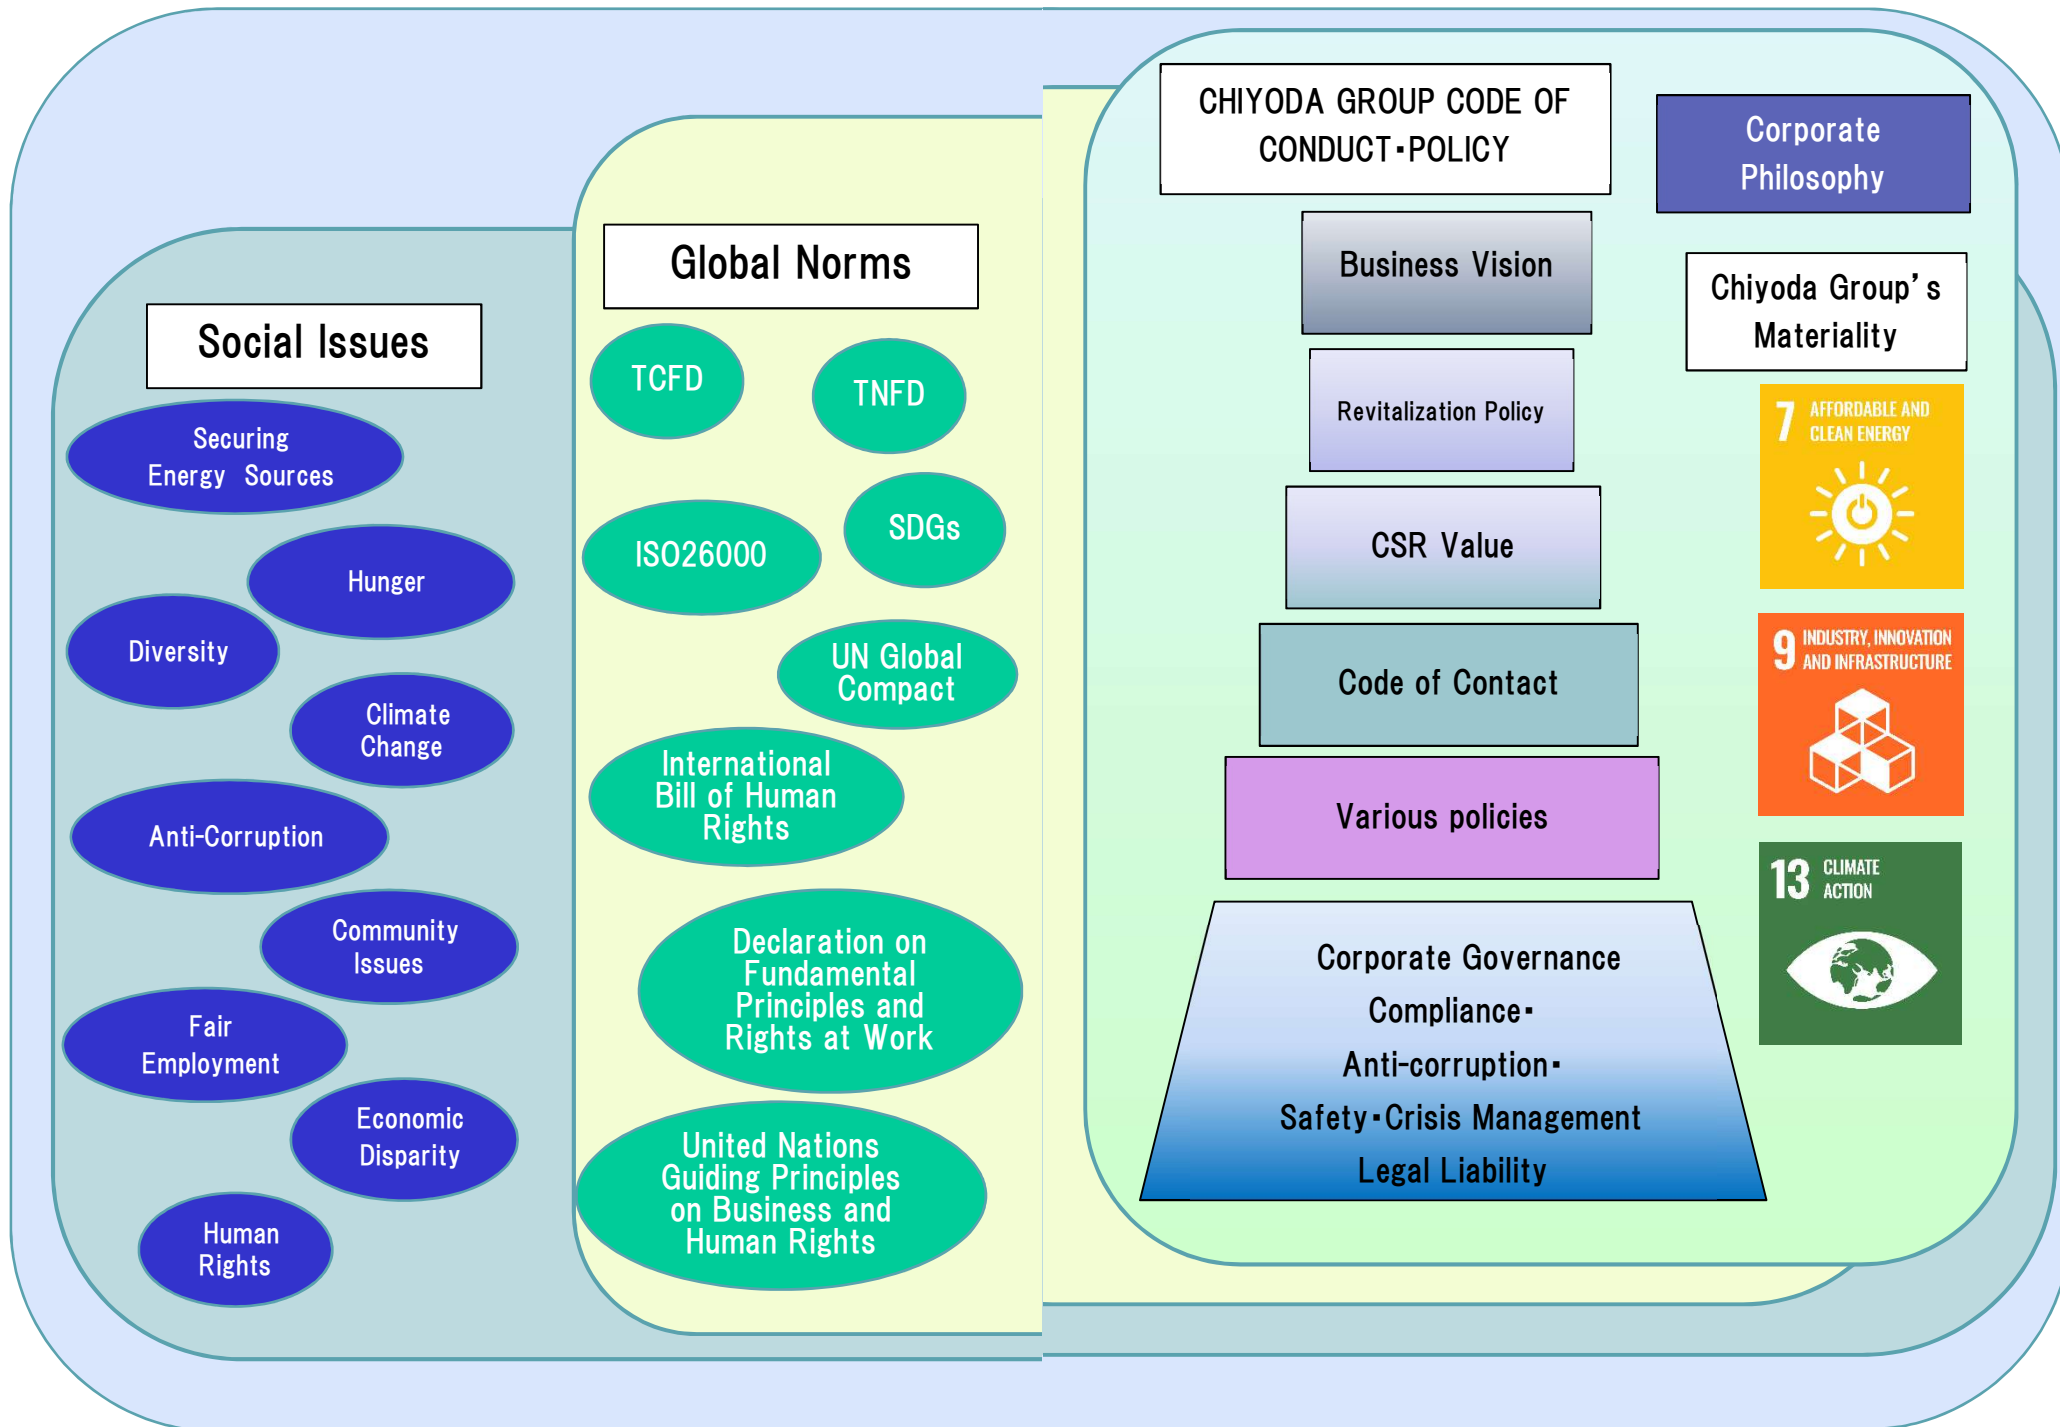 Social Issues
Securing
Energy Sources
Hunger
Diversity
Climate
Change
Anti-Corruption
Community
Issues
Fair
Employment
Economic
Disparity
Human
Rights
Global Norms
TCFD
TNFD
ISO26000
SDGs
UN Global
Compact
International
Bill of Human
Rights
Declaration on
Fundamental
Principles and
Rights at Work
United Nations
Guiding Principles
on Business and
Human Rights
CHIYODA GROUP CODE OF
CONDUCT▪POLICY
Business Vision
Revitalization Policy
CSR Value
Code of Contact
Various policies
Corporate Governance
Compliance▪
Anti-corruption▪
Safety▪Crisis Management
Legal Liability
Corporate
Philosophy
Chiyoda Group’s
Materiality
7 AFFORDABLE AND
CLEAN ENERGY
9 INDUSTRY, INNOVATION
AND INFRASTRUCTURE
13 CLIMATE
ACTION